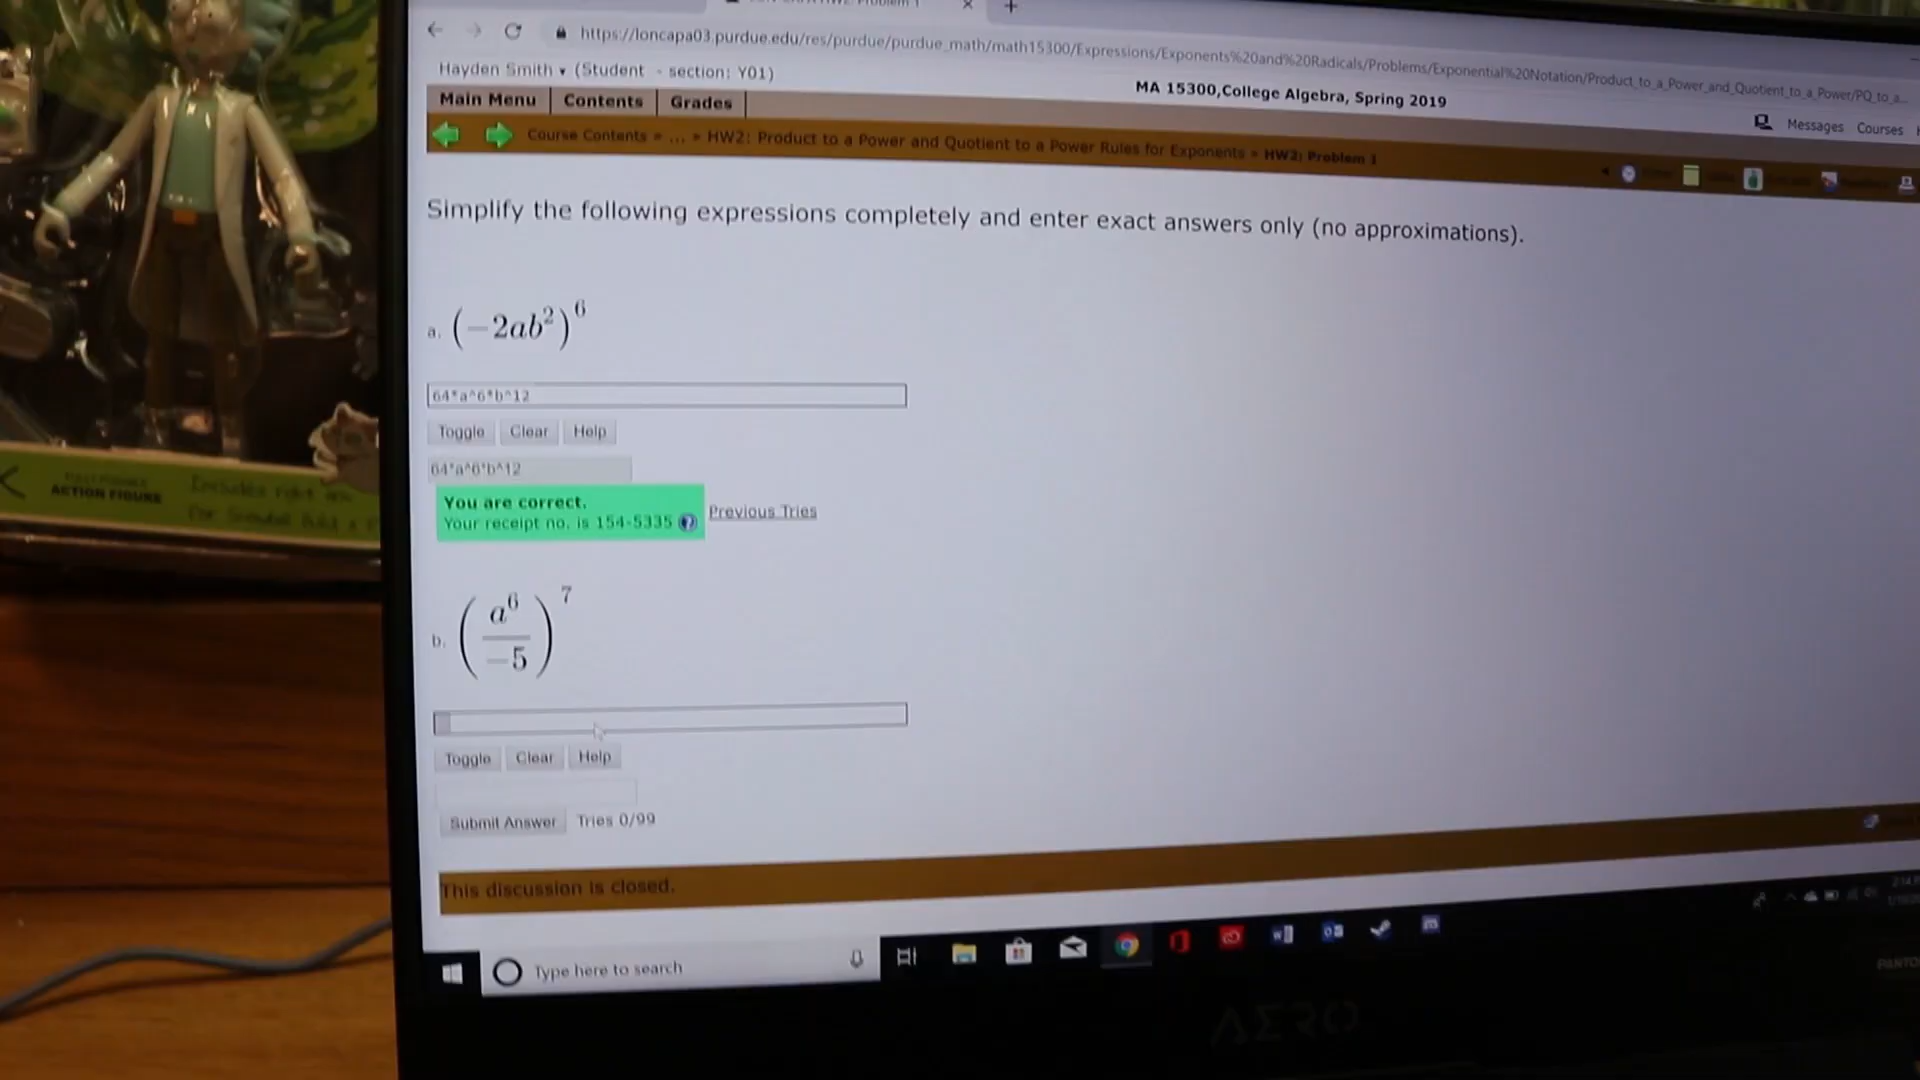 https://loncapa03.purdue.edu/res/purdue/purdue_math/math15300/Expressions/Exponents%20and%20Radicals/Problems/Exponential%20Notation/Product_to_a_Power_and_Quotient_to_a_Power/PQ_to_a...
Hayden Smith (Student - section: Y01)
MA 15300,College Algebra, Spring 2019
Messages Courses
Main Menu Contents Grades
Course Contents » ... » HW2: Product to a Power and Quotient to a Power Rules for Exponents » HW2: Problem 1
Simplify the following expressions completely and enter exact answers only (no approximations).
a. (−2ab²)⁶
64*a^6*b^12
Toggle Clear Help
64*a^6*b^12
You are correct.
Your receipt no. is 154-5335 Previous Tries
b. (a⁶/−5)⁷
Toggle Clear Help
Submit Answer Tries 0/99
This discussion is closed.
Type here to search
AERO
ACTION FIGURE